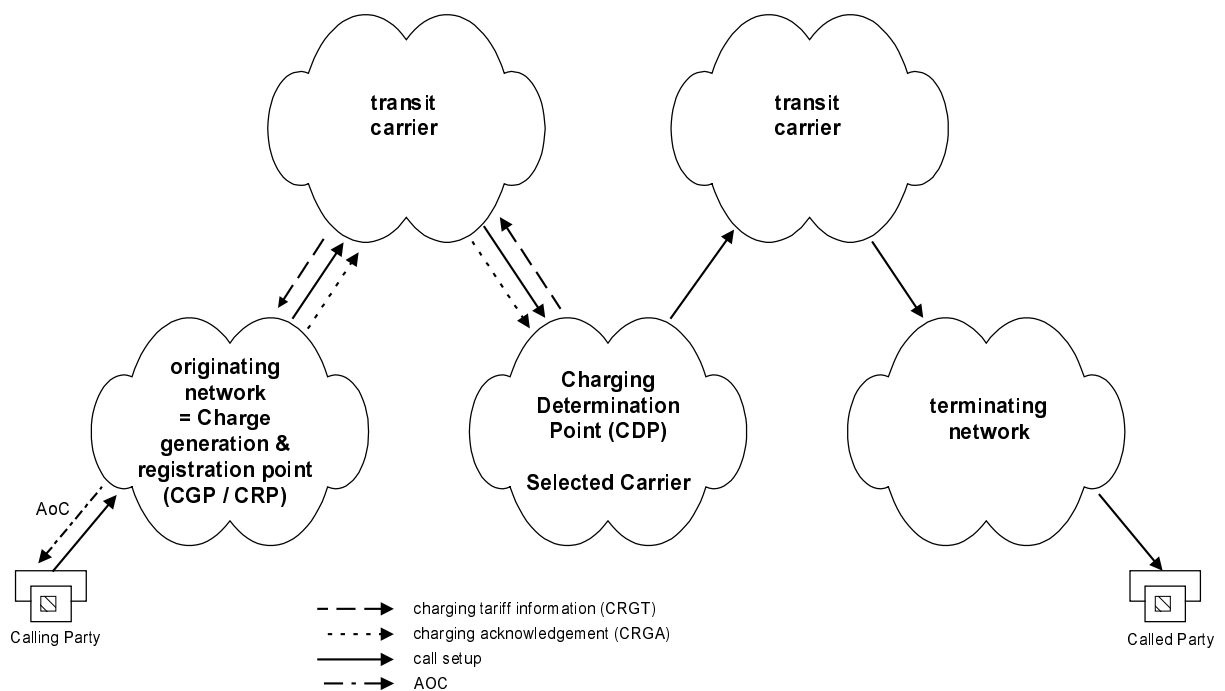 transit
carrier
transit
carrier
originating
network
= Charge
generation &
registration point
(CGP / CRP)
Charging
Determination
Point (CDP)
Selected Carrier
terminating
network
AoC
Calling Party
Called Party
charging tariff information (CRGT)
charging acknowledgement (CRGA)
call setup
AOC